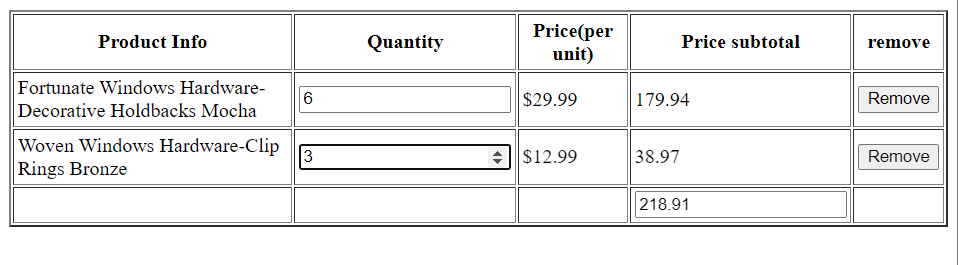 Product Info Quantity Price(per unit) Price subtotal remove
Fortunate Windows Hardware-
Decorative Holdbacks Mocha 6 $29.99 179.94 Remove
Woven Windows Hardware-Clip
Rings Bronze 3 $12.99 38.97 Remove
218.91